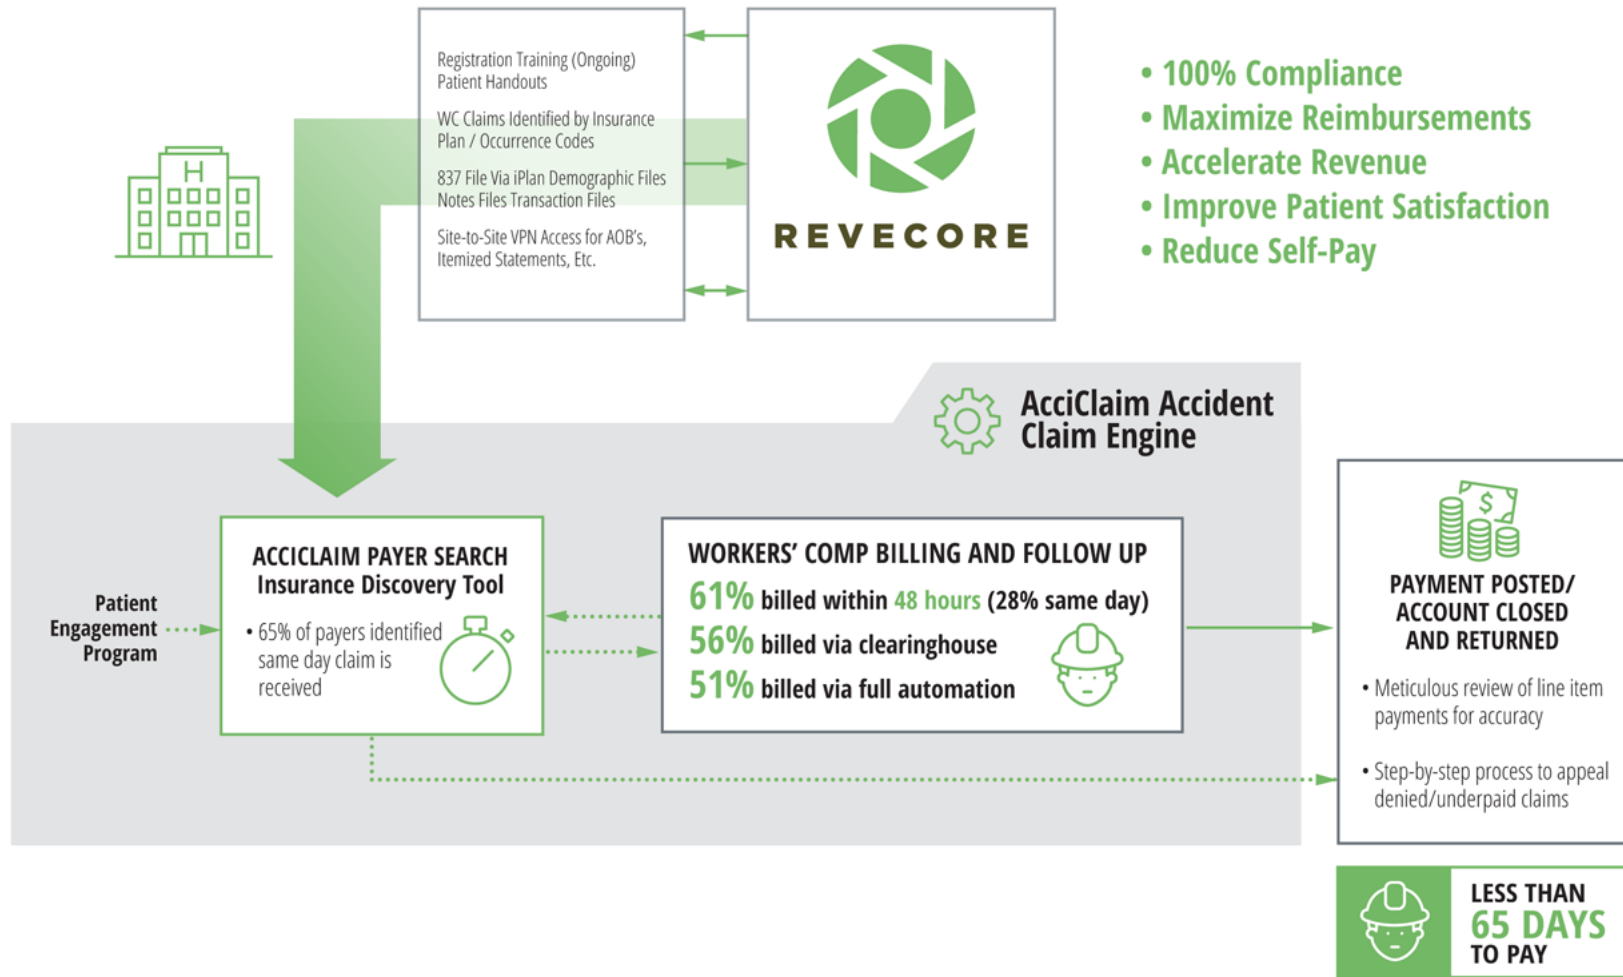 Registration Training (Ongoing)
Patient Handouts
WC Claims Identified by Insurance
Plan / Occurrence Codes
837 File Via iPlan Demographic Files
Notes Files Transaction Files
Site-to-Site VPN Access for AOB's,
Itemized Statements, Etc.
REVECORE
• 100% Compliance
• Maximize Reimbursements
• Accelerate Revenue
• Improve Patient Satisfaction
• Reduce Self-Pay
H
AcciClaim Accident
Claim Engine
Patient
Engagement
Program
ACCICLAIM PAYER SEARCH
Insurance Discovery Tool
• 65% of payers identified
same day claim is
received
WORKERS' COMP BILLING AND FOLLOW UP
61% billed within 48 hours (28% same day)
56% billed via clearinghouse
51% billed via full automation
$
PAYMENT POSTED/
ACCOUNT CLOSED
AND RETURNED
• Meticulous review of line item
payments for accuracy
• Step-by-step process to appeal
denied/underpaid claims
LESS THAN
65 DAYS
TO PAY